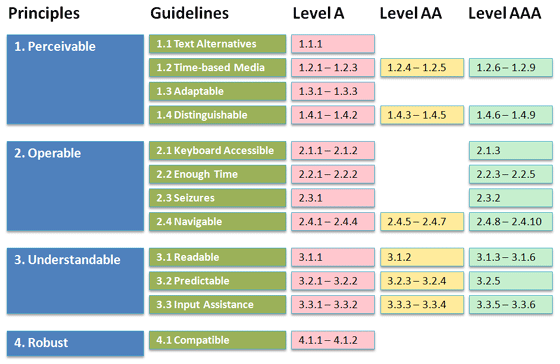 Principles Guidelines Level A Level AA Level AAA
1. Perceivable 1.1 Text Alternatives 1.1.1
1.2 Time-based Media 1.2.1 – 1.2.3 1.2.4 – 1.2.5 1.2.6 – 1.2.9
1.3 Adaptable 1.3.1 – 1.3.3
1.4 Distinguishable 1.4.1 – 1.4.2 1.4.3 – 1.4.5 1.4.6 – 1.4.9
2. Operable 2.1 Keyboard Accessible 2.1.1 – 2.1.2 2.1.3
2.2 Enough Time 2.2.1 – 2.2.2 2.2.3 – 2.2.5
2.3 Seizures 2.3.1 2.3.2
2.4 Navigable 2.4.1 – 2.4.4 2.4.5 – 2.4.7 2.4.8 – 2.4.10
3. Understandable 3.1 Readable 3.1.1 3.1.2 3.1.3 – 3.1.6
3.2 Predictable 3.2.1 – 3.2.2 3.2.3 – 3.2.4 3.2.5
3.3 Input Assistance 3.3.1 – 3.3.2 3.3.3 – 3.3.4 3.3.5 – 3.3.6
4. Robust 4.1 Compatible 4.1.1 – 4.1.2